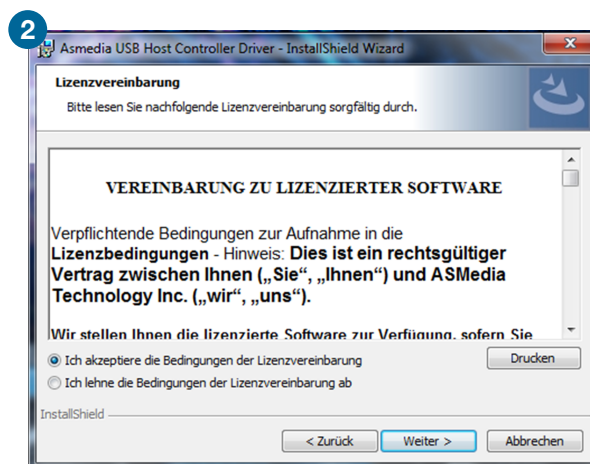 2
Asmedia USB Host Controller Driver - InstallShield Wizard
Lizenzvereinbarung
Bitte lesen Sie nachfolgende Lizenzvereinbarung sorgfältig durch.
VEREINBARUNG ZU LIZENZIERTER SOFTWARE
Verpflichtende Bedingungen zur Aufnahme in die
Lizenzbedingungen - Hinweis: Dies ist ein rechtsgültiger
Vertrag zwischen Ihnen („Sie“, „Ihnen“) und ASMedia
Technology Inc. („wir“, „uns“).
Wir stellen Ihnen die lizenzierte Software zur Verfügung, sofern Sie
Ich akzeptiere die Bedingungen der Lizenzvereinbarung
Drucken
Ich lehne die Bedingungen der Lizenzvereinbarung ab
InstallShield
< Zurück
Weiter >
Abbrechen